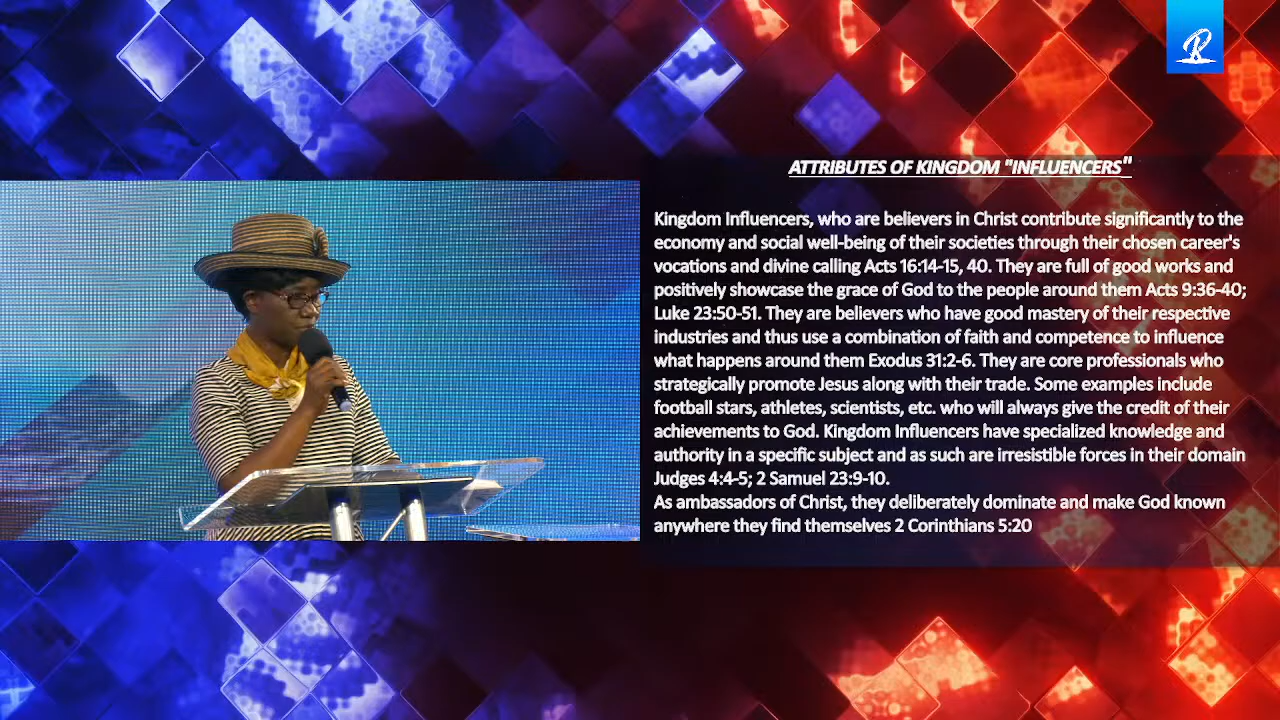 ATTRIBUTES OF KINGDOM "INFLUENCERS"
Kingdom Influencers, who are believers in Christ contribute significantly to the
economy and social well-being of their societies through their chosen career's
vocations and divine calling Acts 16:14-15, 40. They are full of good works and
positively showcase the grace of God to the people around them Acts 9:36-40;
Luke 23:50-51. They are believers who have good mastery of their respective
industries and thus use a combination of faith and competence to influence
what happens around them Exodus 31:2-6. They are core professionals who
strategically promote Jesus along with their trade. Some examples include
football stars, athletes, scientists, etc. who will always give the credit of their
achievements to God. Kingdom Influencers have specialized knowledge and
authority in a specific subject and as such are irresistible forces in their domain
Judges 4:4-5; 2 Samuel 23:9-10.
As ambassadors of Christ, they deliberately dominate and make God known
anywhere they find themselves 2 Corinthians 5:20